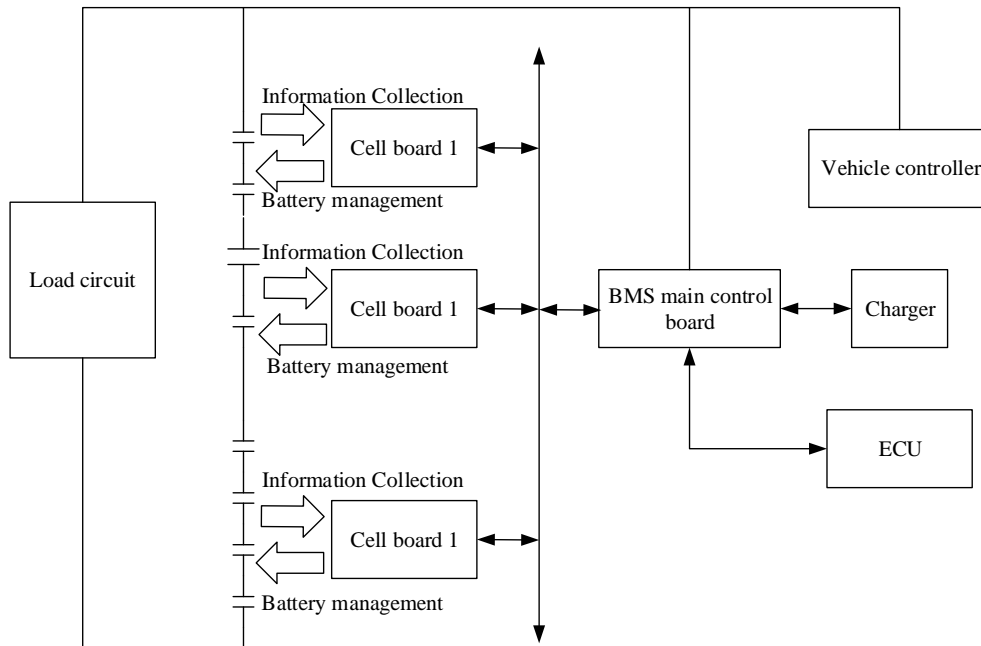 Information Collection
Cell board 1
Battery management
Vehicle controller
Load circuit
Information Collection
Cell board 1
Battery management
BMS main control
board
Charger
ECU
Information Collection
Cell board 1
Battery management